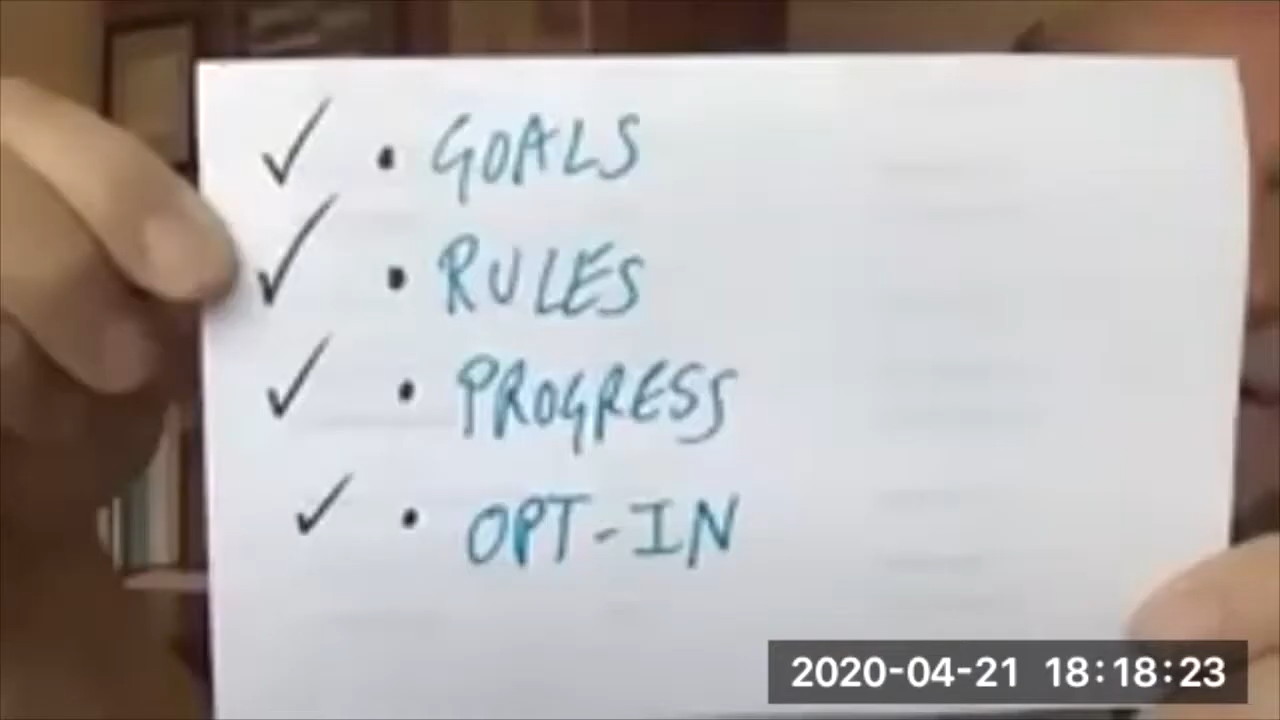 ✓ • GOALS
✓ • RULES
✓ • PROGRESS
✓ • OPT-IN
2020-04-21 18:18:23